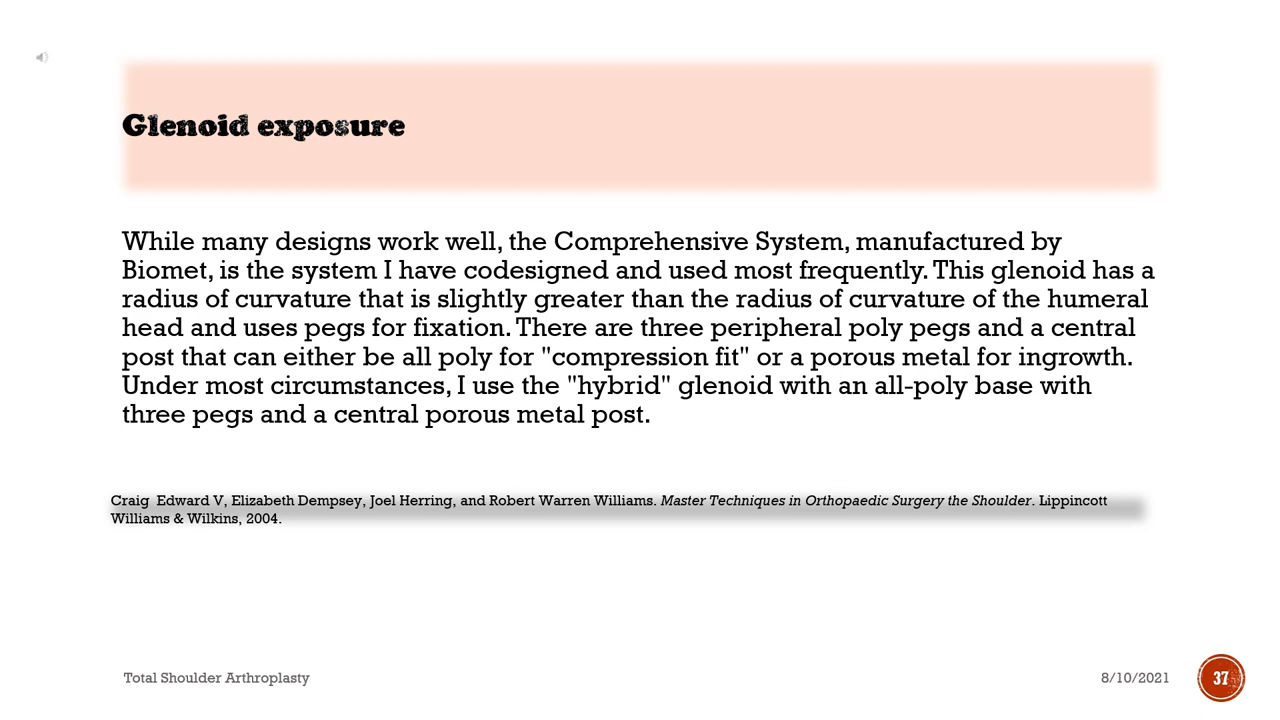 Glenoid exposure
While many designs work well, the Comprehensive System, manufactured by
Biomet, is the system I have codesigned and used most frequently. This glenoid has a
radius of curvature that is slightly greater than the radius of curvature of the humeral
head and uses pegs for fixation. There are three peripheral poly pegs and a central
post that can either be all poly for "compression fit" or a porous metal for ingrowth.
Under most circumstances, I use the "hybrid" glenoid with an all-poly base with
three pegs and a central porous metal post.
Craig  Edward V, Elizabeth Dempsey, Joel Herring, and Robert Warren Williams. Master Techniques in Orthopaedic Surgery the Shoulder. Lippincott
Williams & Wilkins, 2004.
Total Shoulder Arthroplasty
8/10/2021
37